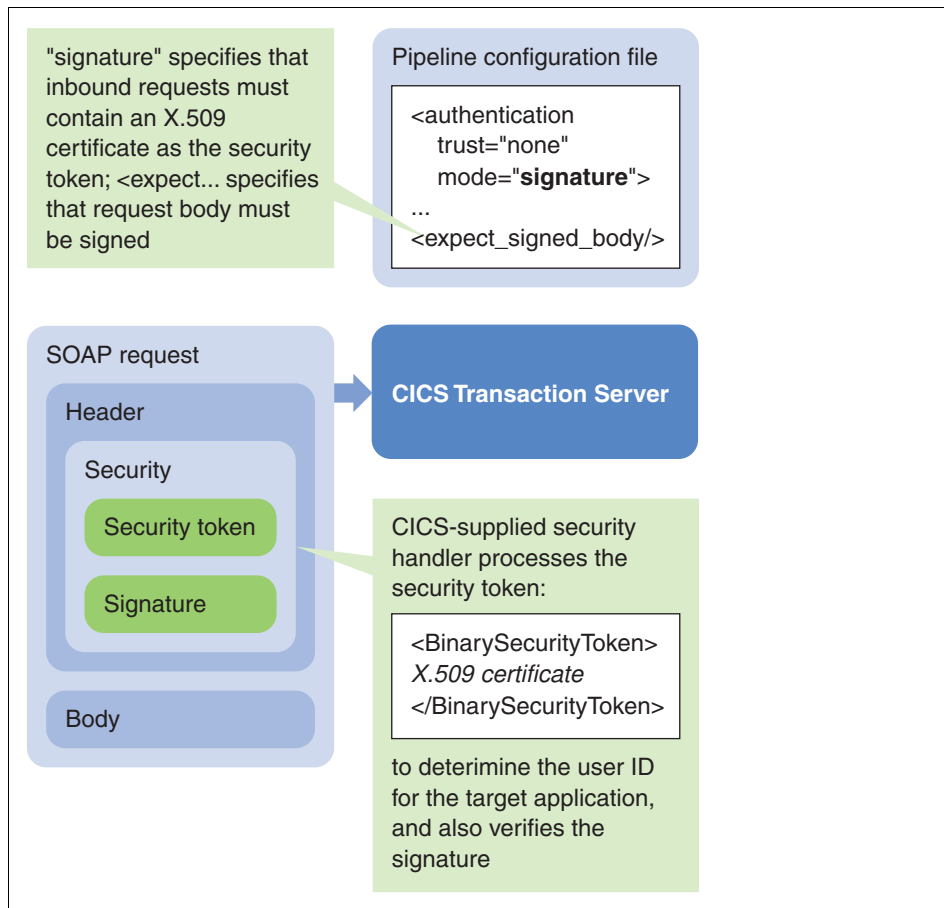 "signature" specifies that
inbound requests must
contain an X.509
certificate as the security
token; <expect... specifies
that request body must
be signed
Pipeline configuration file
<authentication
trust="none"
mode="signature">
...
<expect_signed_body/>
SOAP request
Header
Security
Security token
Signature
Body
CICS Transaction Server
CICS-supplied security
handler processes the
security token:
<BinarySecurityToken>
X.509 certificate
</BinarySecurityToken>
to deterimine the user ID
for the target application,
and also verifies the
signature